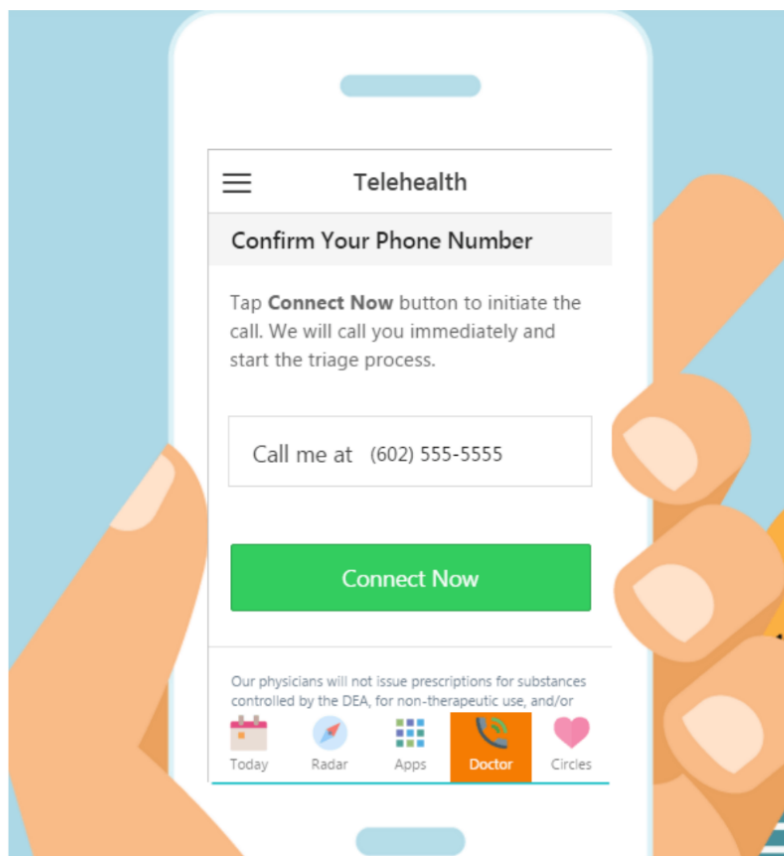 Telehealth
Confirm Your Phone Number
Tap Connect Now button to initiate the
call. We will call you immediately and
start the triage process.
Call me at (602) 555-5555
Connect Now
Our physicians will not issue prescriptions for substances
controlled by the DEA, for non-therapeutic use, and/or
Today Radar Apps Doctor Circles